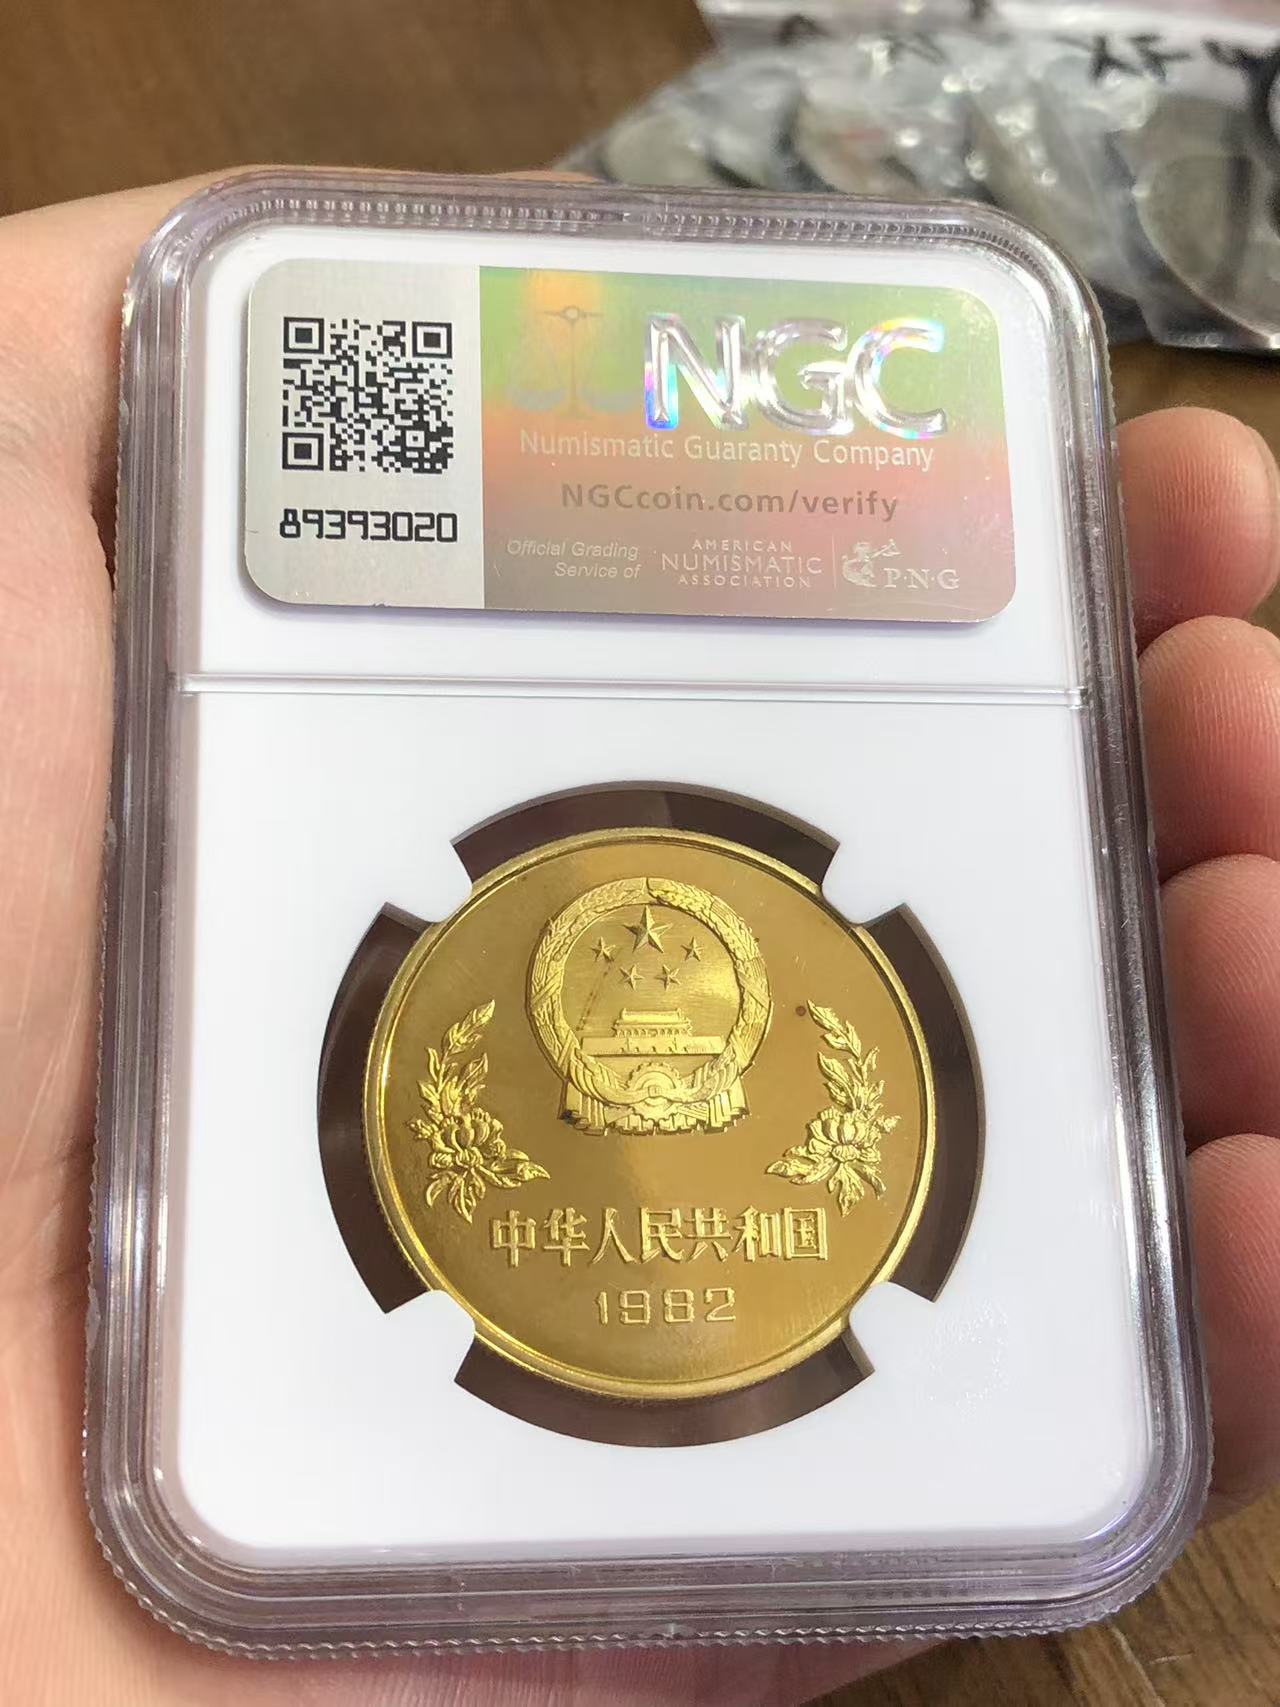 NGC
Numismatic Guaranty Company
NGCcoin.com/verify
89393020
Official Grading
Service of
AMERICAN
NUMISMATIC
ASSOCIATION
P·N·G
中华人民共和国
1982